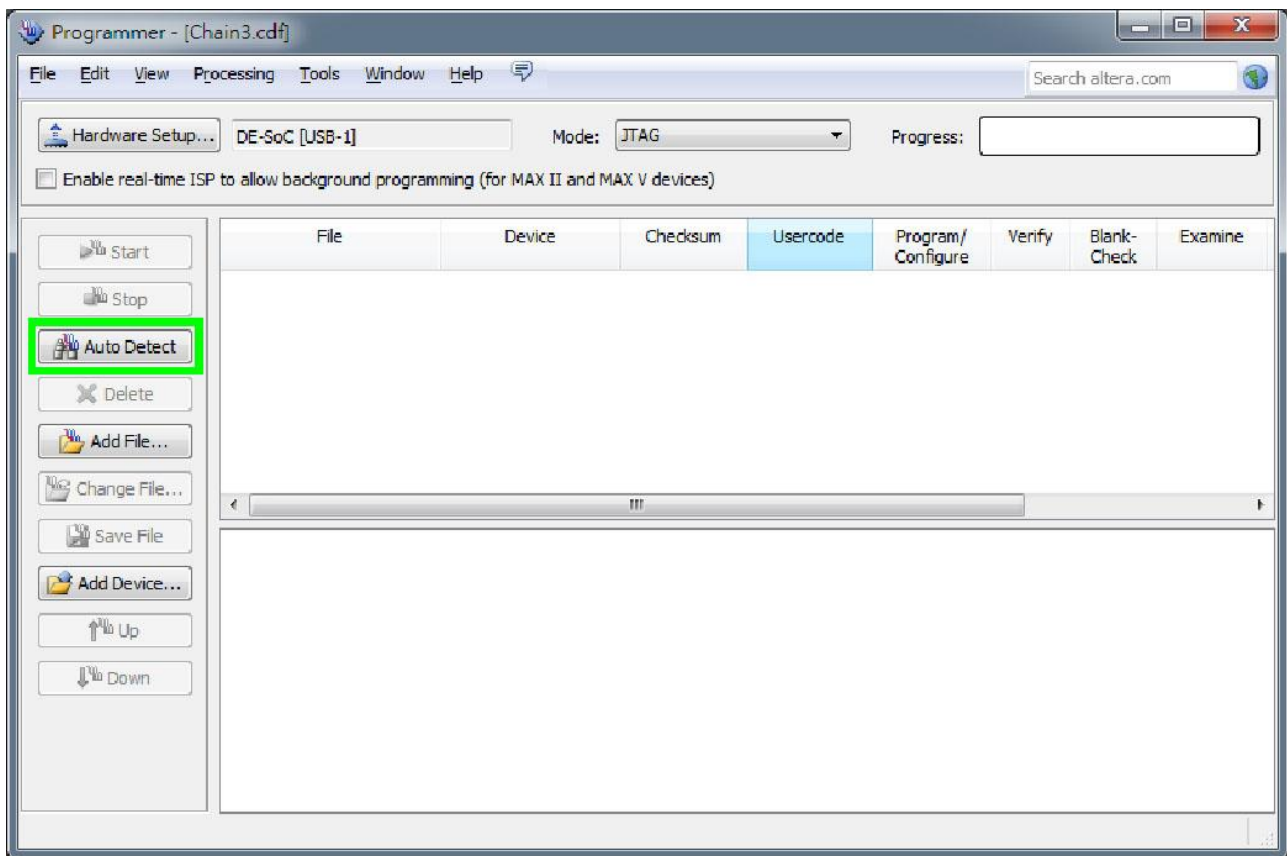 Programmer - [Chain3.cdf]
File Edit View Processing Tools Window Help Search altera.com
Hardware Setup... DE-SoC [USB-1] Mode: JTAG Progress:
Enable real-time ISP to allow background programming (for MAX II and MAX V devices)
File Device Checksum Usercode Program/ Configure Verify Blank- Check Examine
Start
Stop
Auto Detect
Delete
Add File...
Change File...
Save File
Add Device...
Up
Down